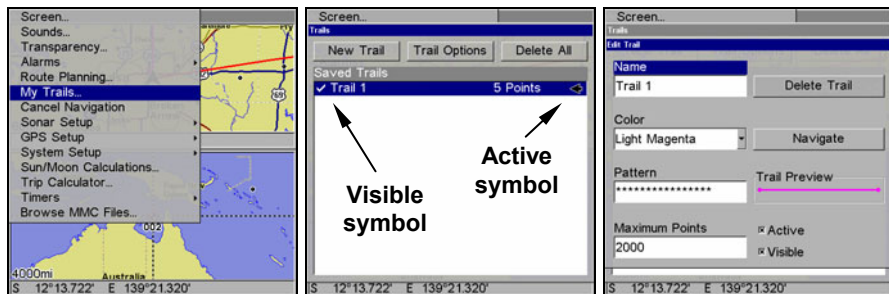 Screen...
Sounds...
Transparency...
Alarms
Route Planning...
My Trails...
Cancel Navigation
Sonar Setup
GPS Setup
System Setup
Sun/Moon Calculations...
Trip Calculator...
Timers
Browse MMC Files...
69
002
4000mi
Australia
S 12°13.722' E 139°21.320'
Screen...
Trails
New Trail Trail Options Delete All
Saved Trails
Trail 1 5 Points
Visible symbol
Active symbol
S 12°13.722' E 139°21.320'
Screen...
Trails
Edit Trail
Name
Trail 1 Delete Trail
Color
Light Magenta Navigate
Pattern Trail Preview
****************
Maximum Points Active
2000 Visible
S 12°13.722' E 139°21.320'